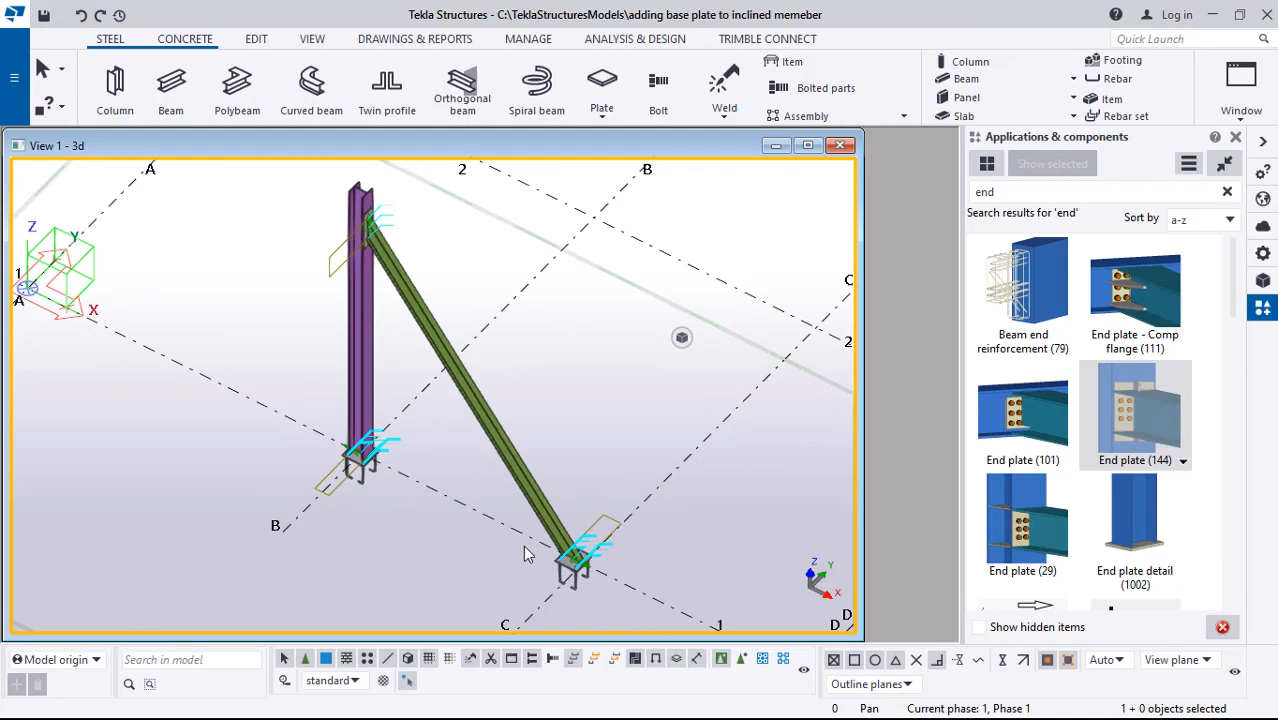 Tekla Structures - C:\TeklaStructuresModels\adding base plate to inclined memeber
Log in
STEEL CONCRETE EDIT VIEW DRAWINGS & REPORTS MANAGE ANALYSIS & DESIGN TRIMBLE CONNECT
Quick Launch
Column
Beam
Polybeam
Curved beam
Twin profile
Orthogonal
beam
Spiral beam
Plate
Bolt
Weld
Item
Bolted parts
Assembly
Column
Beam
Panel
Slab
Footing
Rebar
Item
Rebar set
Window
View 1 - 3d
Applications & components
Show selected
end
Search results for 'end'
Sort by a-z
Beam end
reinforcement (79)
End plate - Comp
flange (111)
End plate (101)
End plate (144)
End plate (29)
End plate detail
(1002)
Show hidden items
A
2
B
Z
Y
1
A
X
C
2
B
C
1
D
D
Z
Y
X
Model origin
Search in model
standard
Auto
View plane
Outline planes
0 Pan Current phase: 1, Phase 1 1 + 0 objects selected